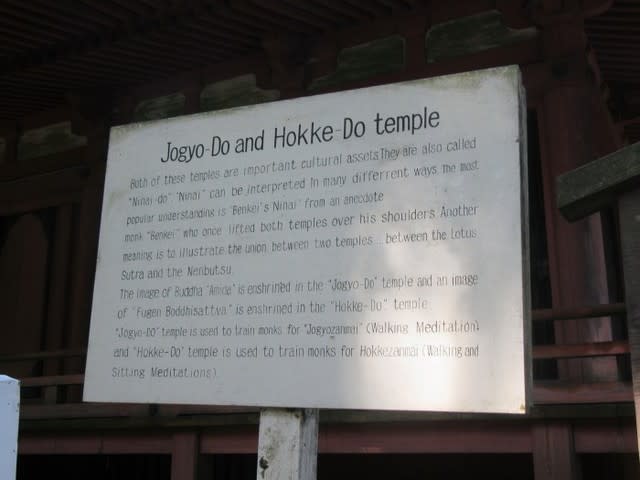 Jogyo-Do and Hokke-Do temple
Both of these temples are important cultural assets.They are also called
"Ninai do" "Ninai" can be interpreted in many differrent ways the most
popular understanding is "Benkei's Ninai" from an anecdote
monk "Benkei" who once lifted both temples over his shoulders Another
meaning is to illustrate the union between two temples... between the Lotus
Sutra and the Nenbutsu.
The image of Buddha "Amida" is enshrined in the "Jogyo-Do" temple and an image
of "Fugen Boddhisattva" is enshrined in the "Hokke-Do" temple
"Jogyo-DO" temple is used to train monks for "Jogyozanmai" (Walking Meditation)
and "Hokke-Do" temple is used to train monks for Hokkezanmai (Walking and
Sitting Meditations)